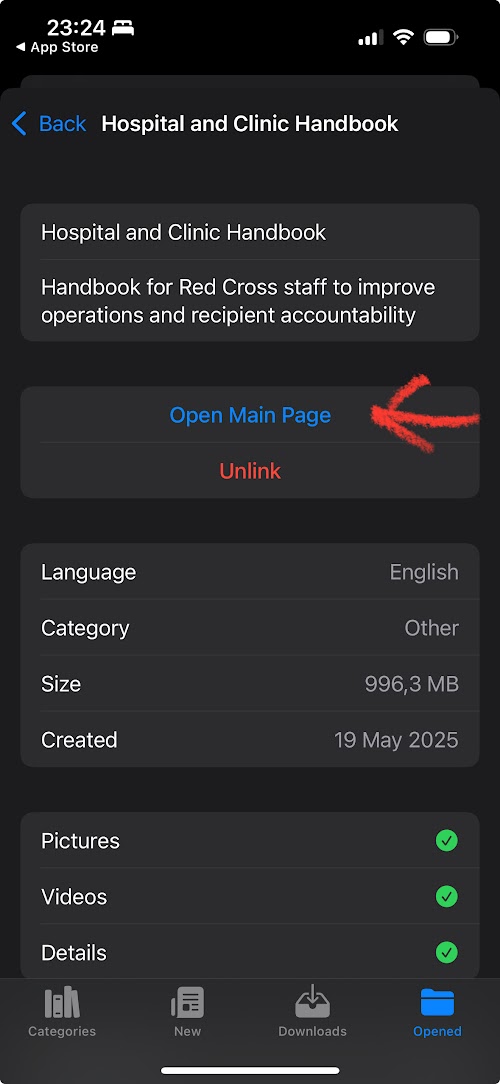 23:24
App Store
Back Hospital and Clinic Handbook
Hospital and Clinic Handbook
Handbook for Red Cross staff to improve
operations and recipient accountability
Open Main Page
Unlink
Language English
Category Other
Size 996,3 MB
Created 19 May 2025
Pictures
Videos
Details
Categories New Downloads Opened